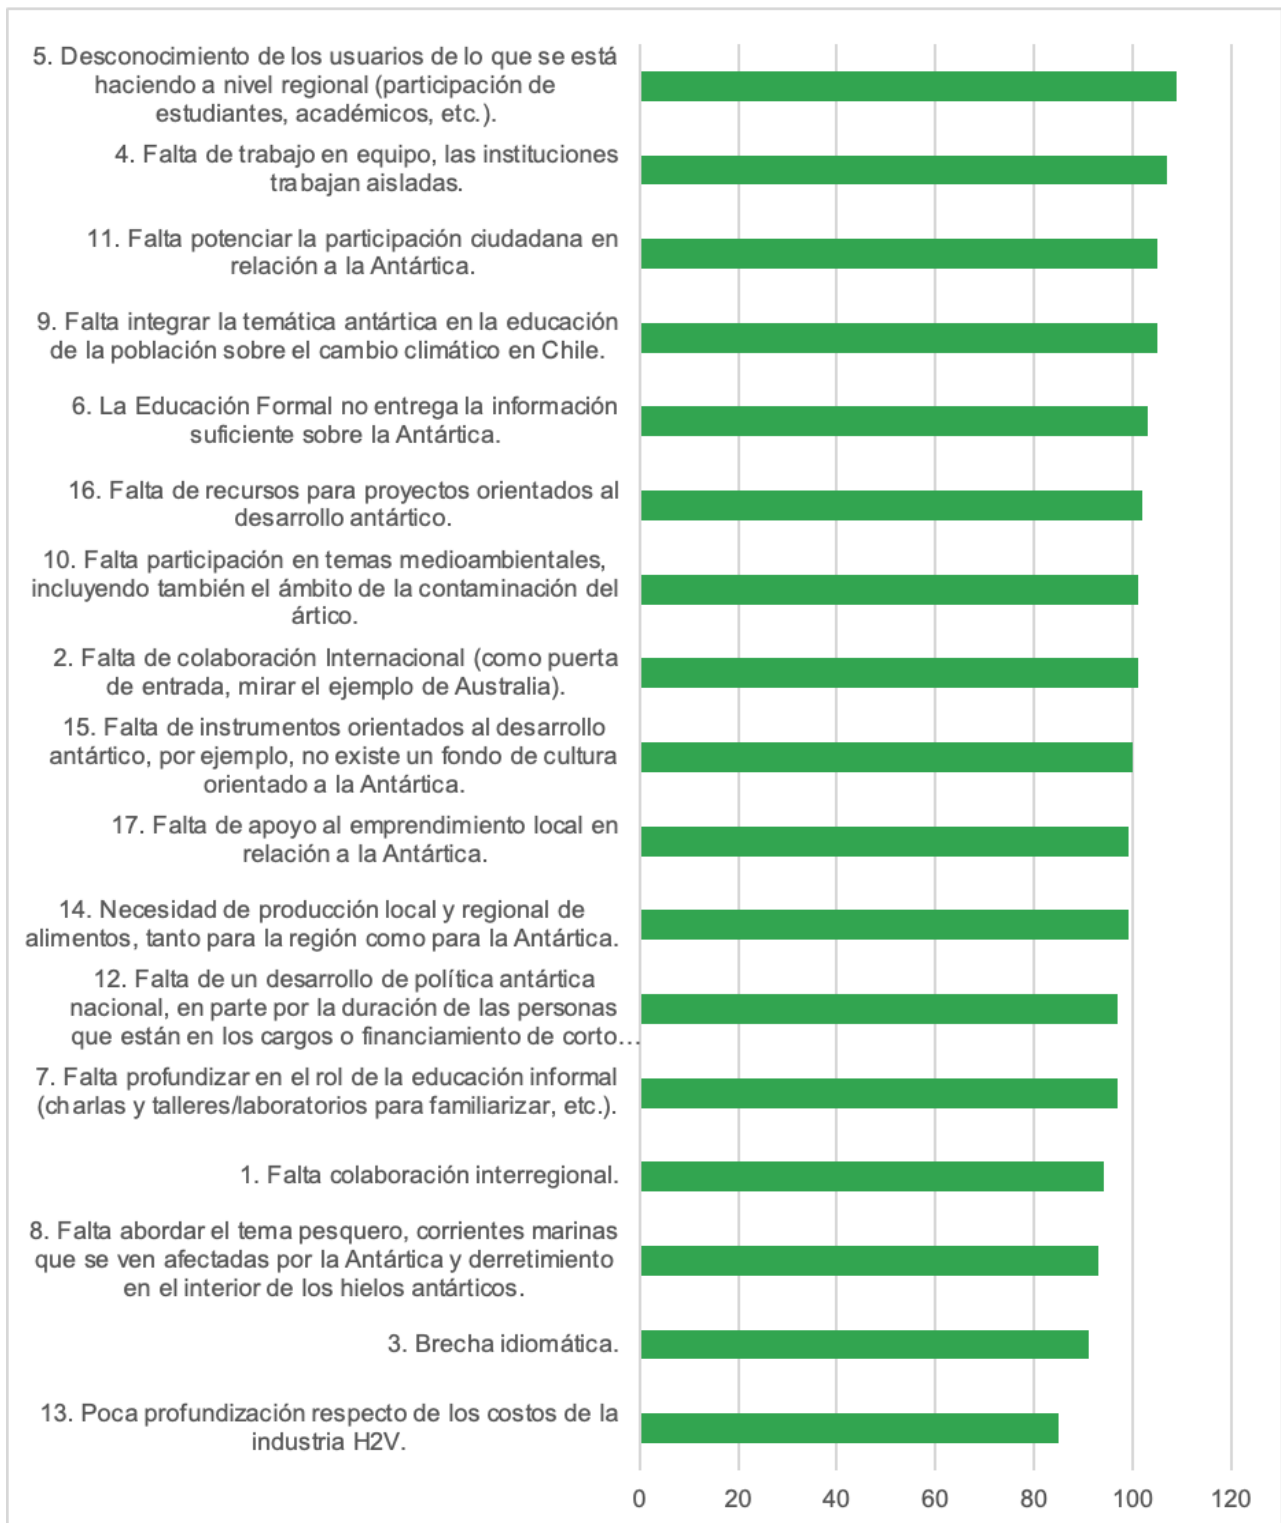 5. Desconocimiento de los usuarios de lo que se está
haciendo a nivel regional (participación de
estudiantes, académicos, etc.).
4. Falta de trabajo en equipo, las instituciones
trabajan aisladas.
11. Falta potenciar la participación ciudadana en
relación a la Antártica.
9. Falta integrar la temática antártica en la educación
de la población sobre el cambio climático en Chile.
6. La Educación Formal no entrega la información
suficiente sobre la Antártica.
16. Falta de recursos para proyectos orientados al
desarrollo antártico.
10. Falta participación en temas medioambientales,
incluyendo también el ámbito de la contaminación del
ártico.
2. Falta de colaboración Internacional (como puerta
de entrada, mirar el ejemplo de Australia).
15. Falta de instrumentos orientados al desarrollo
antártico, por ejemplo, no existe un fondo de cultura
orientado a la Antártica.
17. Falta de apoyo al emprendimiento local en
relación a la Antártica.
14. Necesidad de producción local y regional de
alimentos, tanto para la región como para la Antártica.
12. Falta de un desarrollo de política antártica
nacional, en parte por la duración de las personas
que están en los cargos o financiamiento de corto…
7. Falta profundizar en el rol de la educación informal
(charlas y talleres/laboratorios para familiarizar, etc.).
1. Falta colaboración interregional.
8. Falta abordar el tema pesquero, corrientes marinas
que se ven afectadas por la Antártica y derretimiento
en el interior de los hielos antárticos.
3. Brecha idiomática.
13. Poca profundización respecto de los costos de la
industria H2V.
0 20 40 60 80 100 120